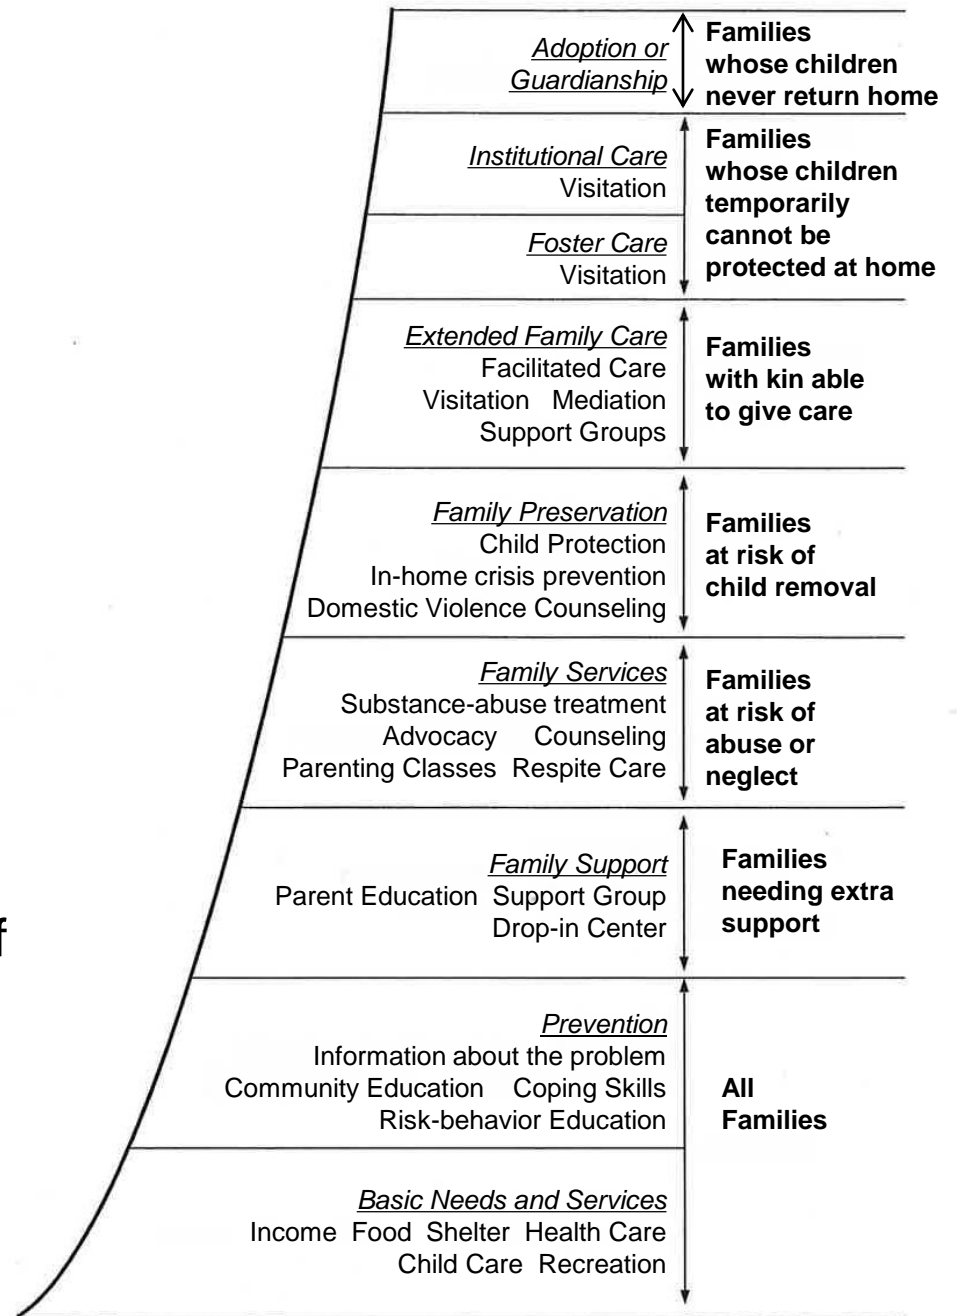 Adoption or
Guardianship
Families
whose children
never return home
Institutional Care
Visitation
Foster Care
Visitation
Families
whose children
temporarily
cannot be
protected at home
Extended Family Care
Facilitated Care
Visitation Mediation
Support Groups
Families
with kin able
to give care
Family Preservation
Child Protection
In-home crisis prevention
Domestic Violence Counseling
Families
at risk of
child removal
Family Services
Substance-abuse treatment
Advocacy Counseling
Parenting Classes Respite Care
Families
at risk of
abuse or
neglect
Family Support
Parent Education Support Group
Drop-in Center
Families
needing extra
support
f
Prevention
Information about the problem
Community Education Coping Skills
Risk-behavior Education
All
Families
Basic Needs and Services
Income Food Shelter Health Care
Child Care Recreation